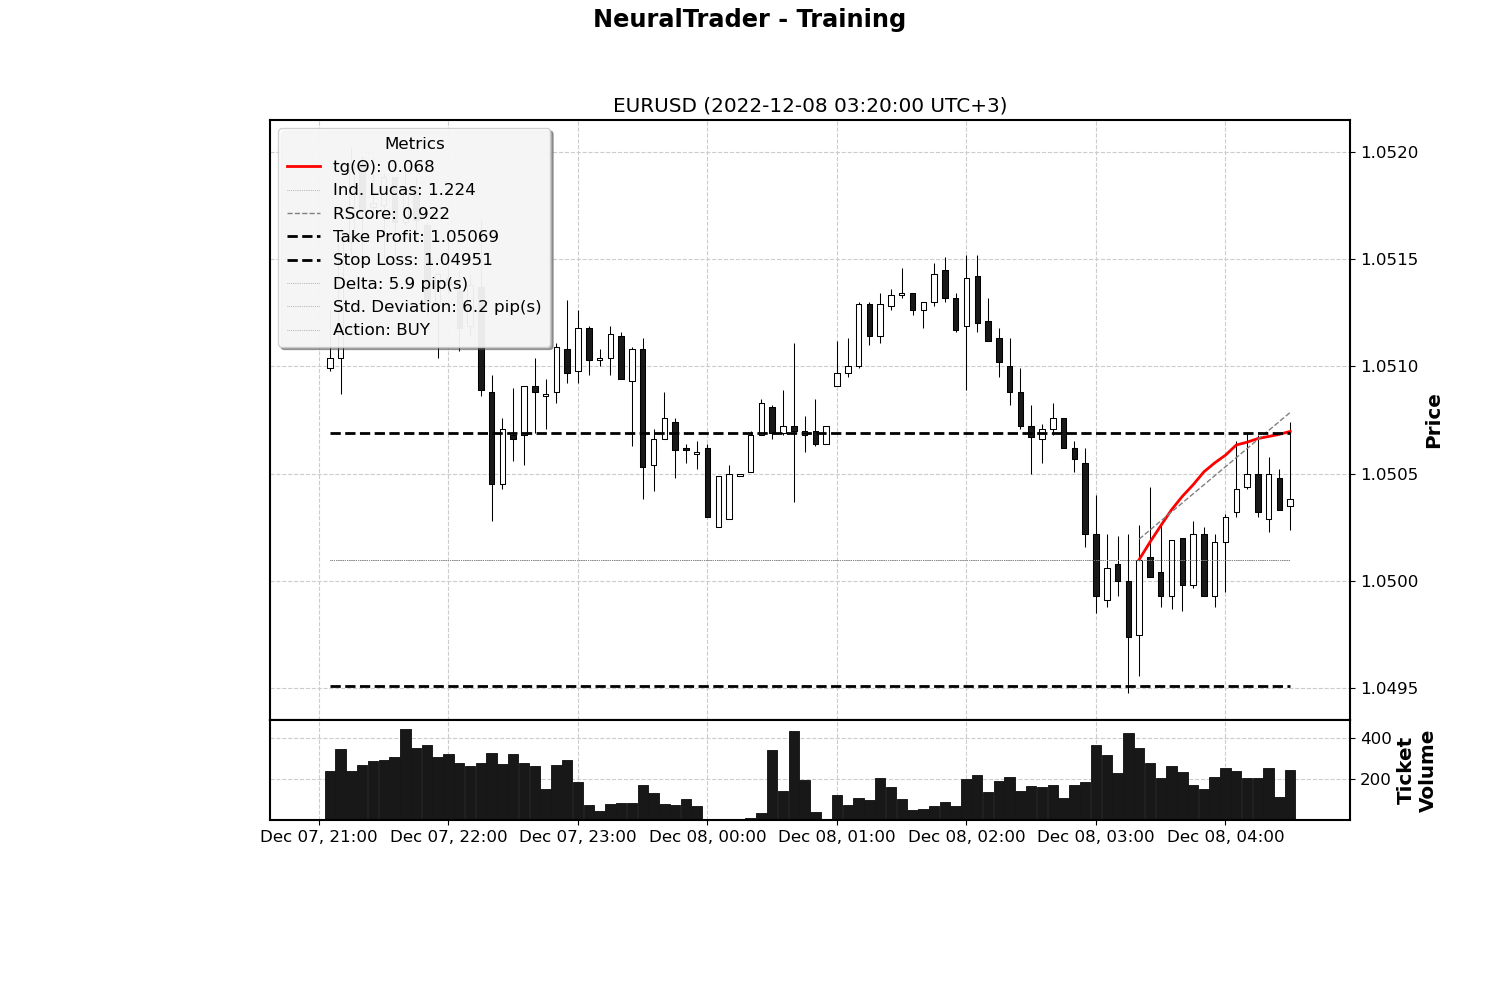 NeuralTrader - Training
EURUSD (2022-12-08 03:20:00 UTC+3)
Metrics
tg(Θ): 0.068
Ind. Lucas: 1.224
RScore: 0.922
Take Profit: 1.05069
Stop Loss: 1.04951
Delta: 5.9 pip(s)
Std. Deviation: 6.2 pip(s)
Action: BUY
1.0520
1.0515
1.0510
1.0505
1.0500
1.0495
Price
400
200
Ticket
Volume
Dec 07, 21:00 Dec 07, 22:00 Dec 07, 23:00 Dec 08, 00:00 Dec 08, 01:00 Dec 08, 02:00 Dec 08, 03:00 Dec 08, 04:00